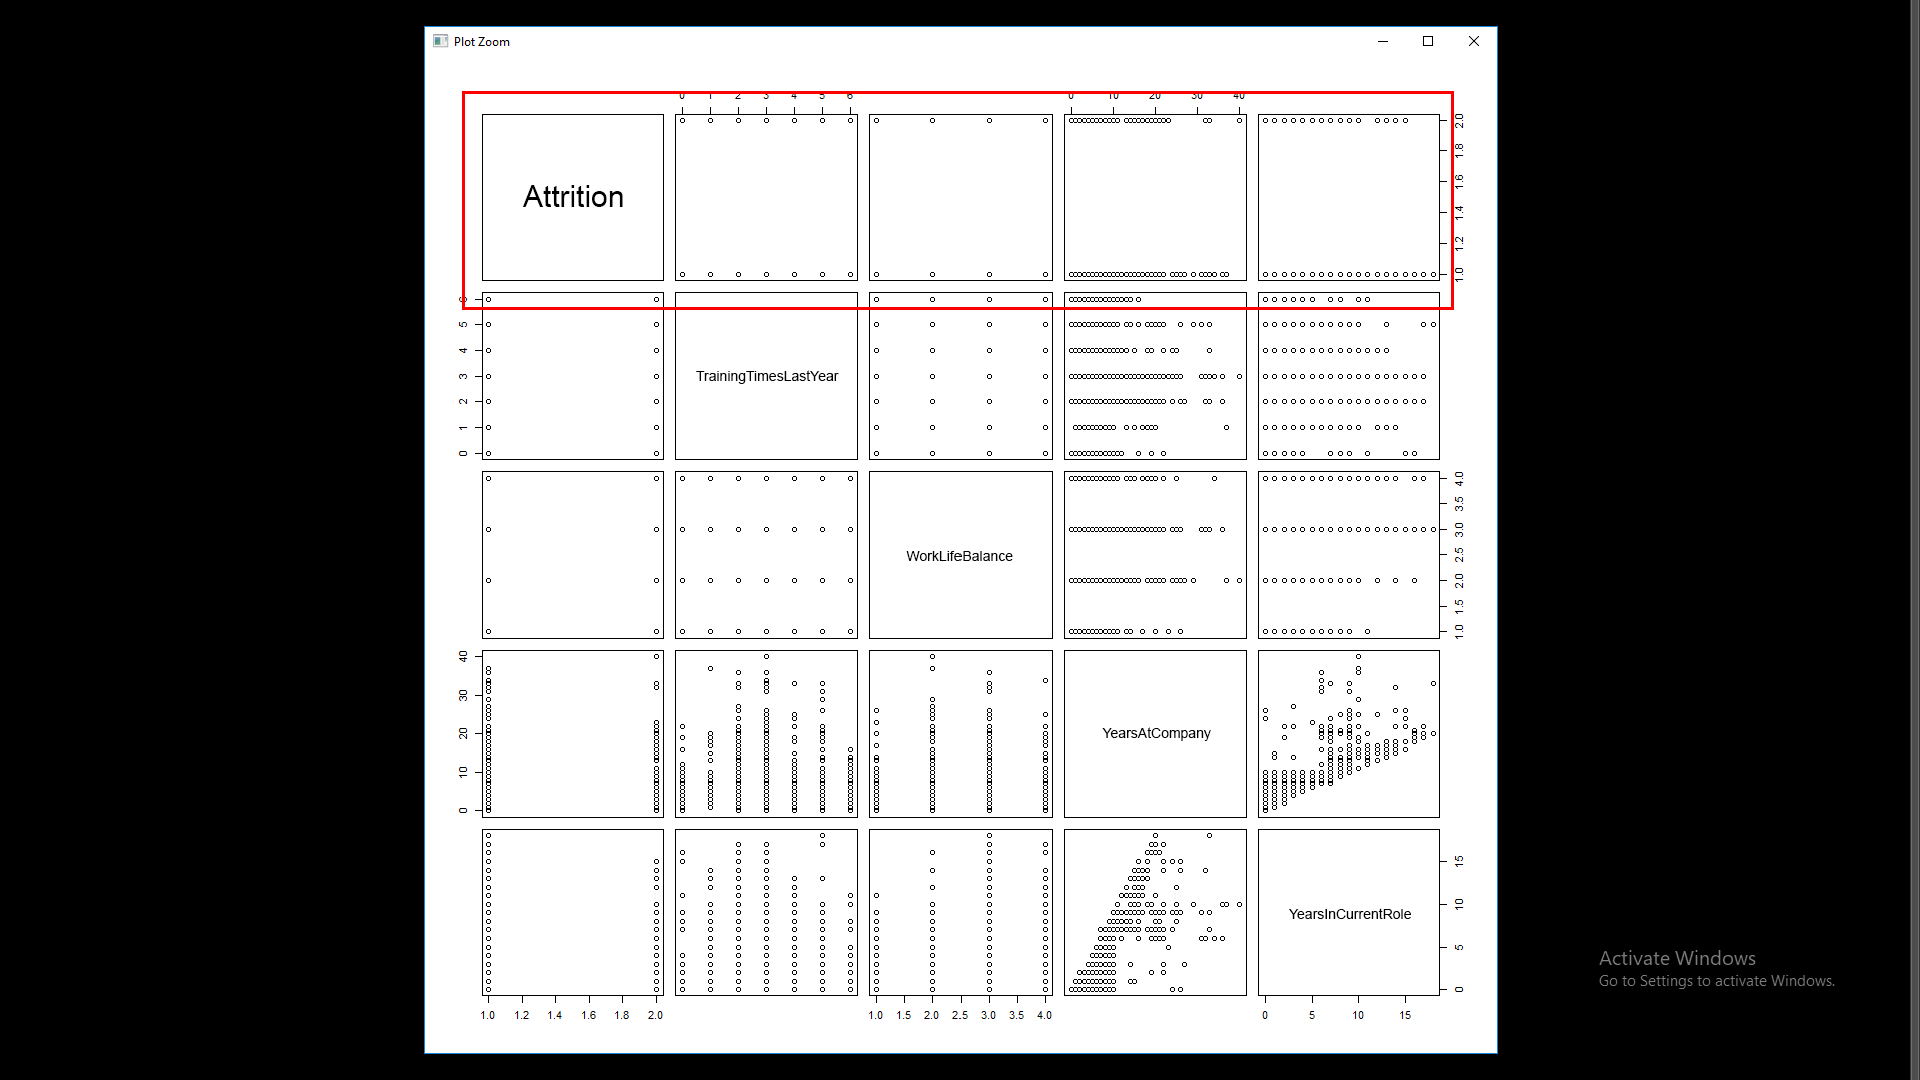 Plot Zoom
0 1 2 3 4 5 6 0 10 20 30 40
Attrition
1.0 1.2 1.4 1.6 1.8 2.0
TrainingTimesLastYear
0 1 2 3 4 5 6
WorkLifeBalance
1.0 1.5 2.0 2.5 3.0 3.5 4.0
YearsAtCompany
0 10 20 30 40
YearsInCurrentRole
0 5 10 15
1.0 1.2 1.4 1.6 1.8 2.0 1.0 1.5 2.0 2.5 3.0 3.5 4.0 0 5 10 15
Activate Windows
Go to Settings to activate Windows.